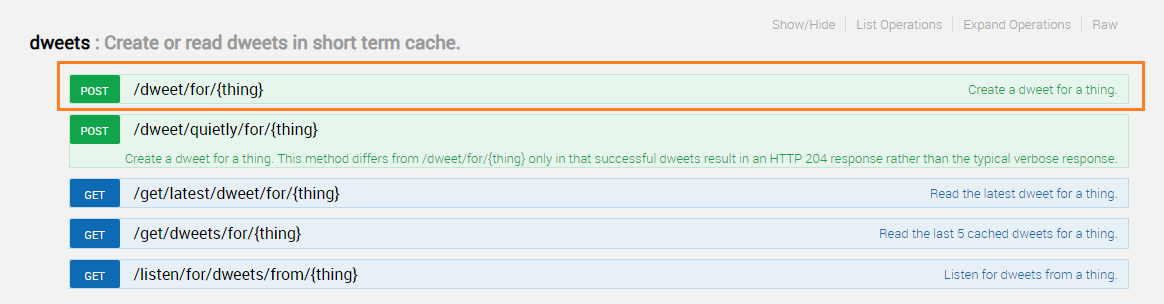 Show/Hide List Operations Expand Operations Raw
dweets : Create or read dweets in short term cache.
POST /dweet/for/{thing} Create a dweet for a thing.
POST /dweet/quietly/for/{thing}
Create a dweet for a thing. This method differs from /dweet/for/{thing} only in that successful dweets result in an HTTP 204 response rather than the typical verbose response.
GET /get/latest/dweet/for/{thing} Read the latest dweet for a thing.
GET /get/dweets/for/{thing} Read the last 5 cached dweets for a thing.
GET /listen/for/dweets/from/{thing} Listen for dweets from a thing.